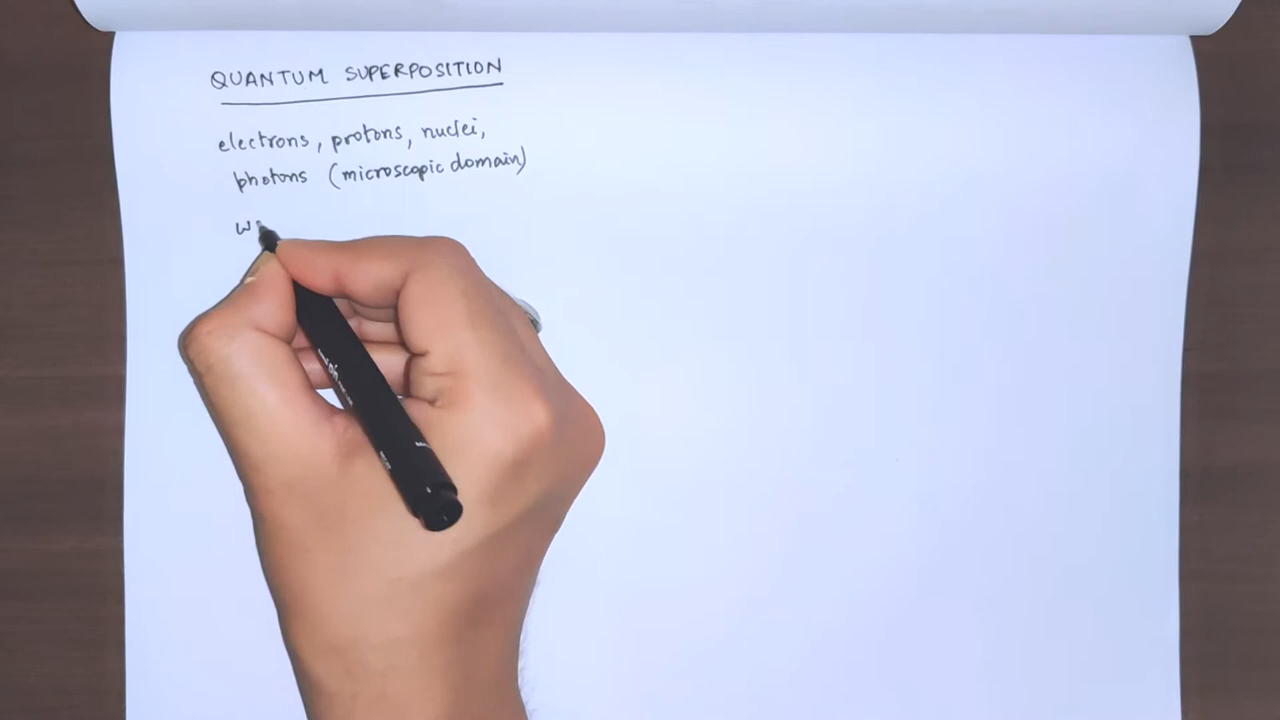 QUANTUM SUPERPOSITION
electrons, protons, nuclei,
photons (microscopic domain)